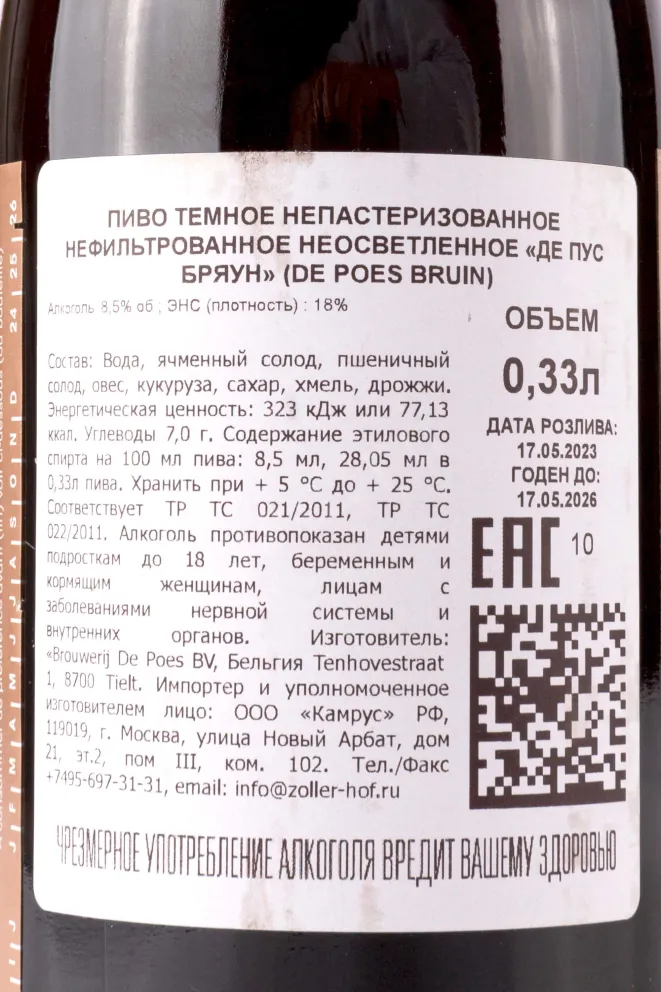 ПИВО ТЕМНОЕ НЕПАСТЕРИЗОВАННОЕ
НЕФИЛЬТРОВАННОЕ НЕОСВЕТЛЕННОЕ «ДЕ ПУС
БРЯУН» (DE POES BRUIN)
Алкоголь 8,5% об ; ЭНС (плотность) : 18%
Состав: Вода, ячменный солод, пшеничный
солод, овес, кукуруза, сахар, хмель, дрожжи.
Энергетическая ценность: 323 кДж или 77,13
ккал. Углеводы 7,0 г. Содержание этилового
спирта на 100 мл пива: 8,5 мл, 28,05 мл в
0,33л пива. Хранить при + 5 °С до + 25 °С.
Соответствует ТР ТС 021/2011, ТР ТС
022/2011. Алкоголь противопоказан детями
подросткам до 18 лет, беременным и
кормящим женщинам, лицам с
заболеваниями нервной системы и
внутренних органов. Изготовитель:
«Brouwerij De Poes BV, Бельгия Tenhovestraat
1, 8700 Tielt. Импортер и уполномоченное
изготовителем лицо: ООО «Камрус» РФ,
119019, г. Москва, улица Новый Арбат, дом
21, эт.2, пом III, ком. 102. Тел./Факс
+7495-697-31-31, email: info@zoller-hof.ru
ОБЪЕМ
0,33л
ДАТА РОЗЛИВА:
17.05.2023
ГОДЕН ДО:
17.05.2026
EAC 10
ЧРЕЗМЕРНОЕ УПОТРЕБЛЕНИЕ АЛКОГОЛЯ ВРЕДИТ ВАШЕМУ ЗДОРОВЬЮ
J | F | M | A | M | J | J | A | S | O | N | D 24 | 25 | 26